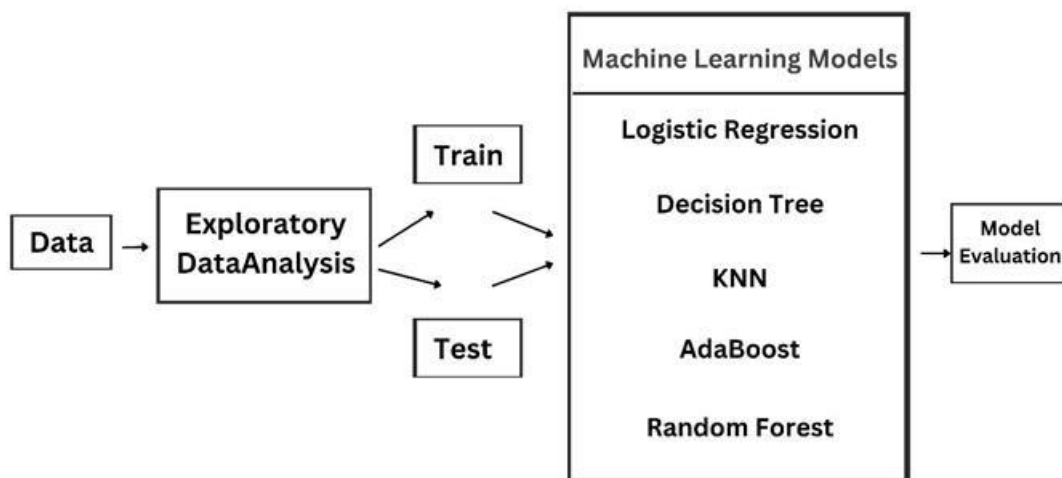 Data
Exploratory
DataAnalysis
Train
Test
Machine Learning Models
Logistic Regression
Decision Tree
KNN
AdaBoost
Random Forest
Model
Evaluation